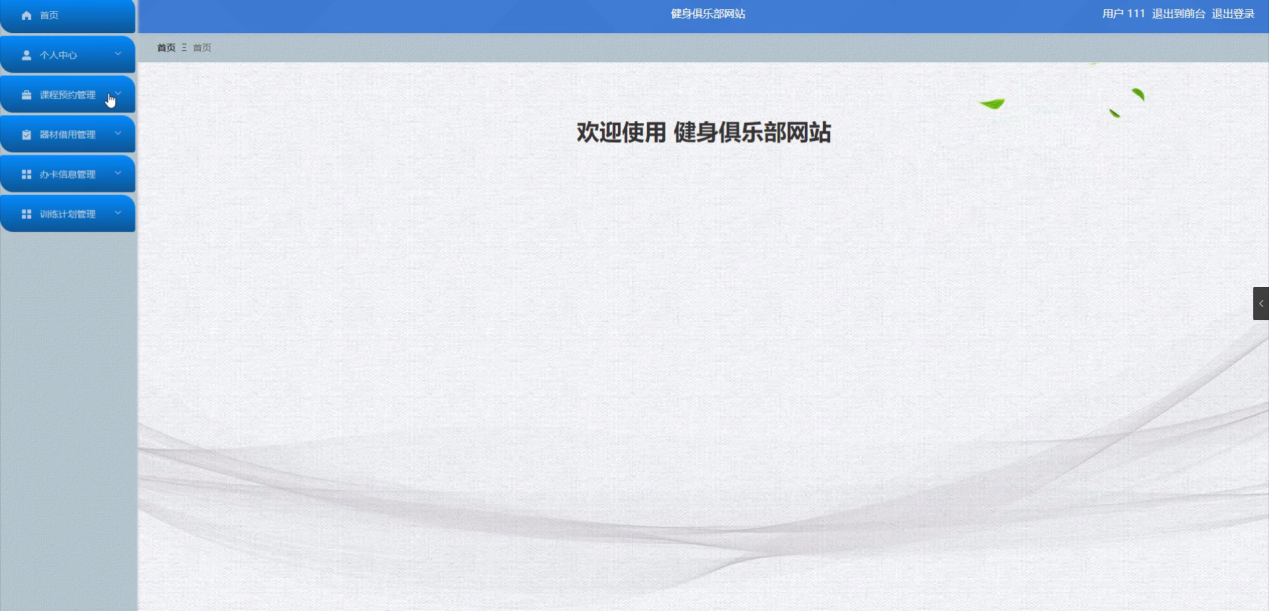 首页
健身俱乐部网站
用户 111 退出到前台 退出登录
个人中心
首页 Ξ 首页
课程预约管理
器材借用管理
办卡信息管理
训练计划管理
欢迎使用 健身俱乐部网站